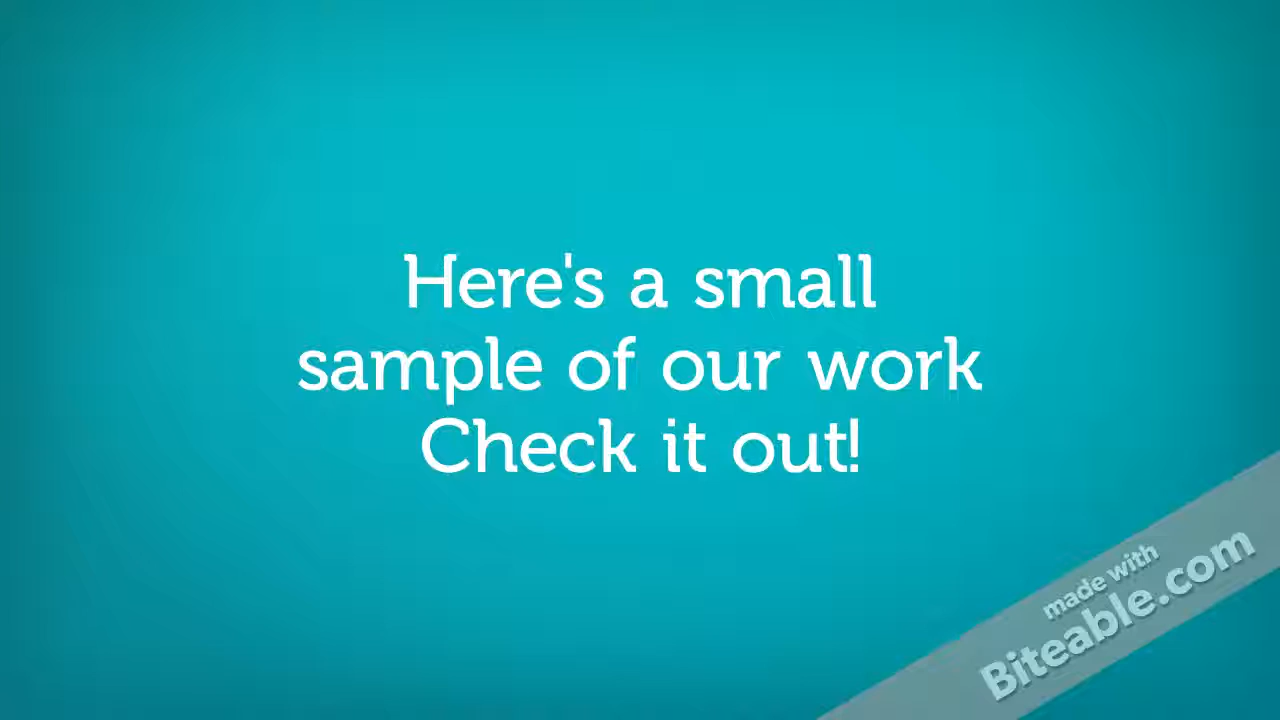 Here's a small
sample of our work
Check it out!
made with
Biteable.com